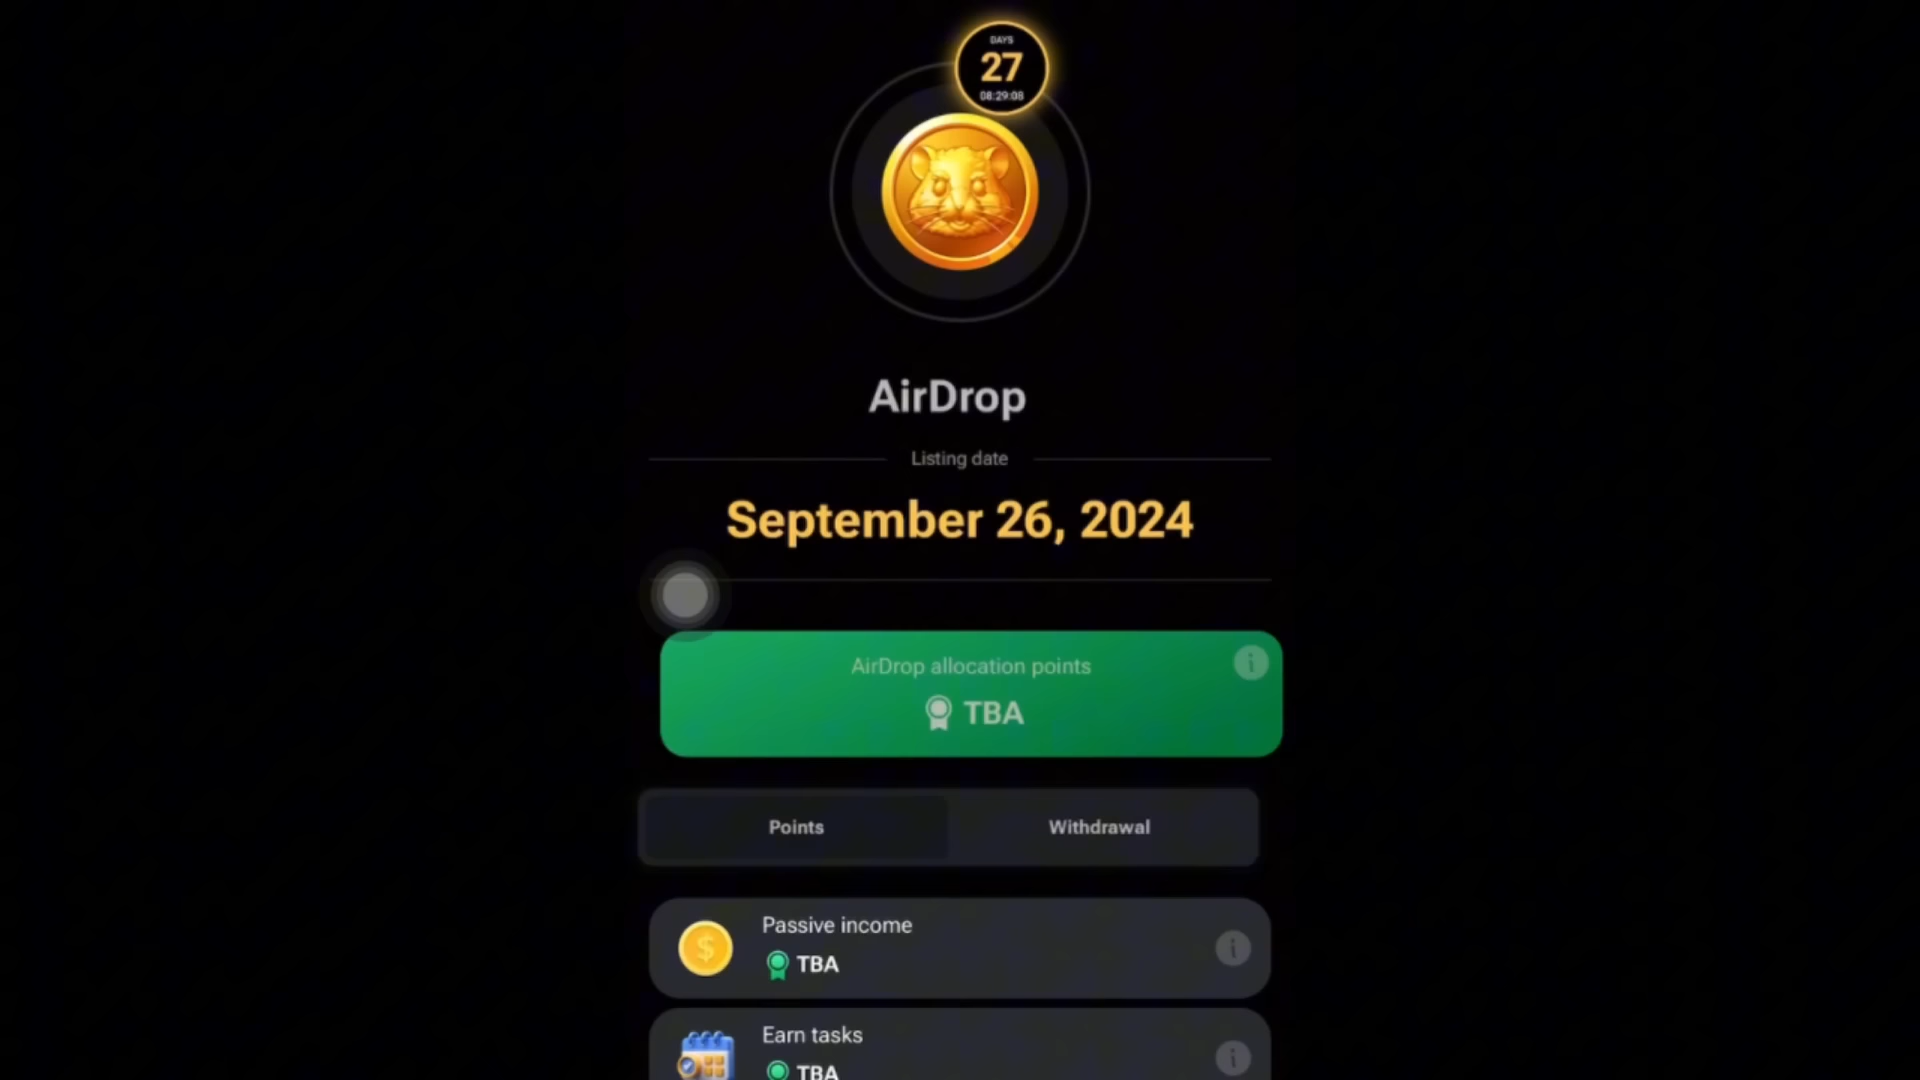 DAYS
27
08:29:08
AirDrop
Listing date
September 26, 2024
AirDrop allocation points
TBA
Points
Withdrawal
Passive income
TBA
Earn tasks
TBA